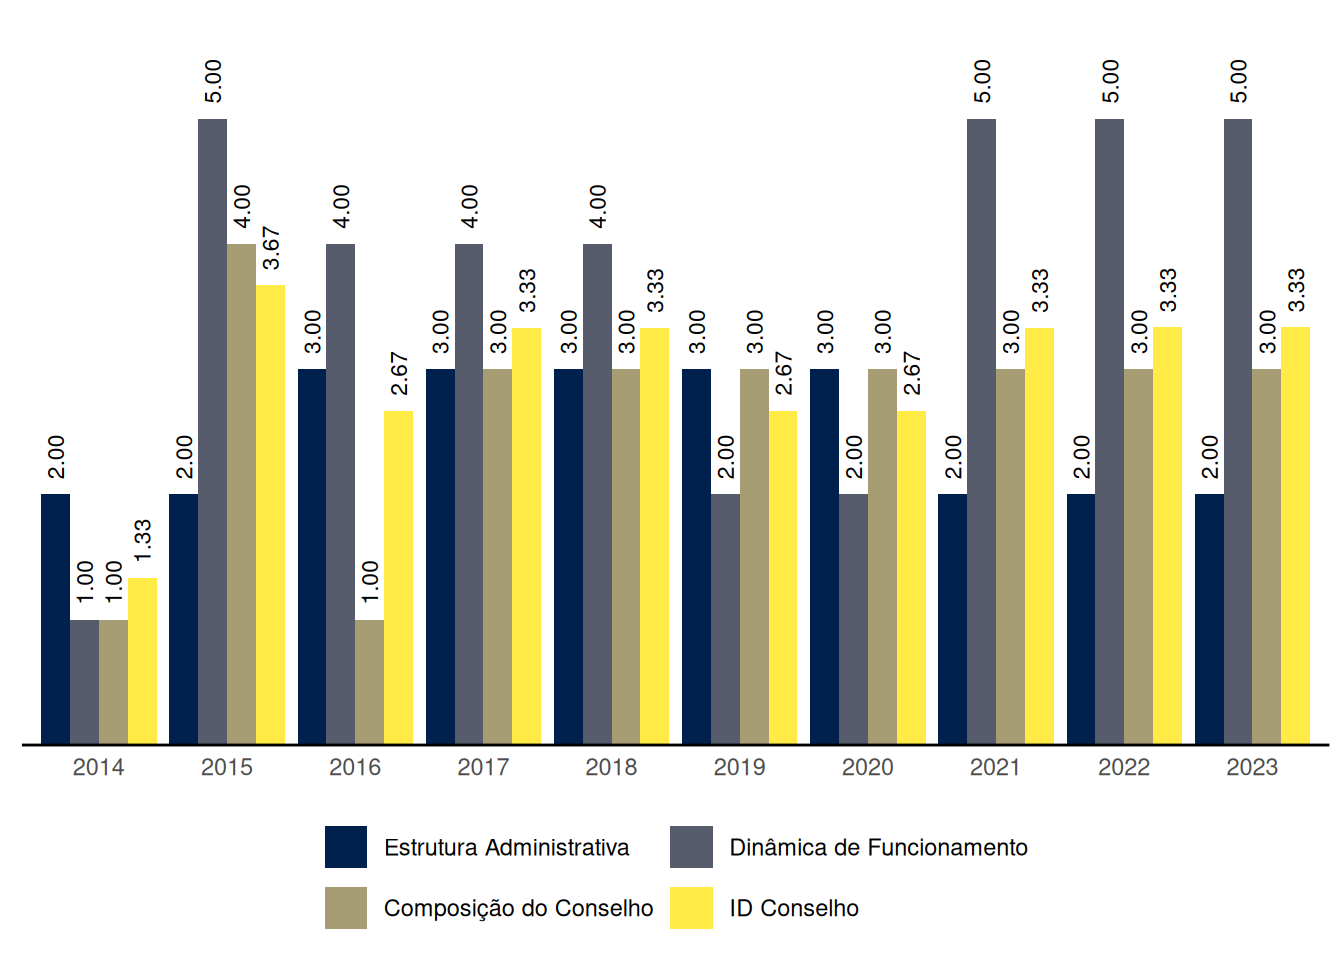 2.00 1.00 1.00 1.33 2.00 5.00 4.00 3.67 3.00 4.00 1.00 2.67 3.00 4.00 3.00 3.33 3.00 4.00 3.00 3.33 3.00 2.00 3.00 2.67 3.00 2.00 3.00 2.67 2.00 5.00 3.00 3.33 2.00 5.00 3.00 3.33 2.00 5.00 3.00 3.33
2014 2015 2016 2017 2018 2019 2020 2021 2022 2023
Estrutura Administrativa Dinâmica de Funcionamento
Composição do Conselho ID Conselho